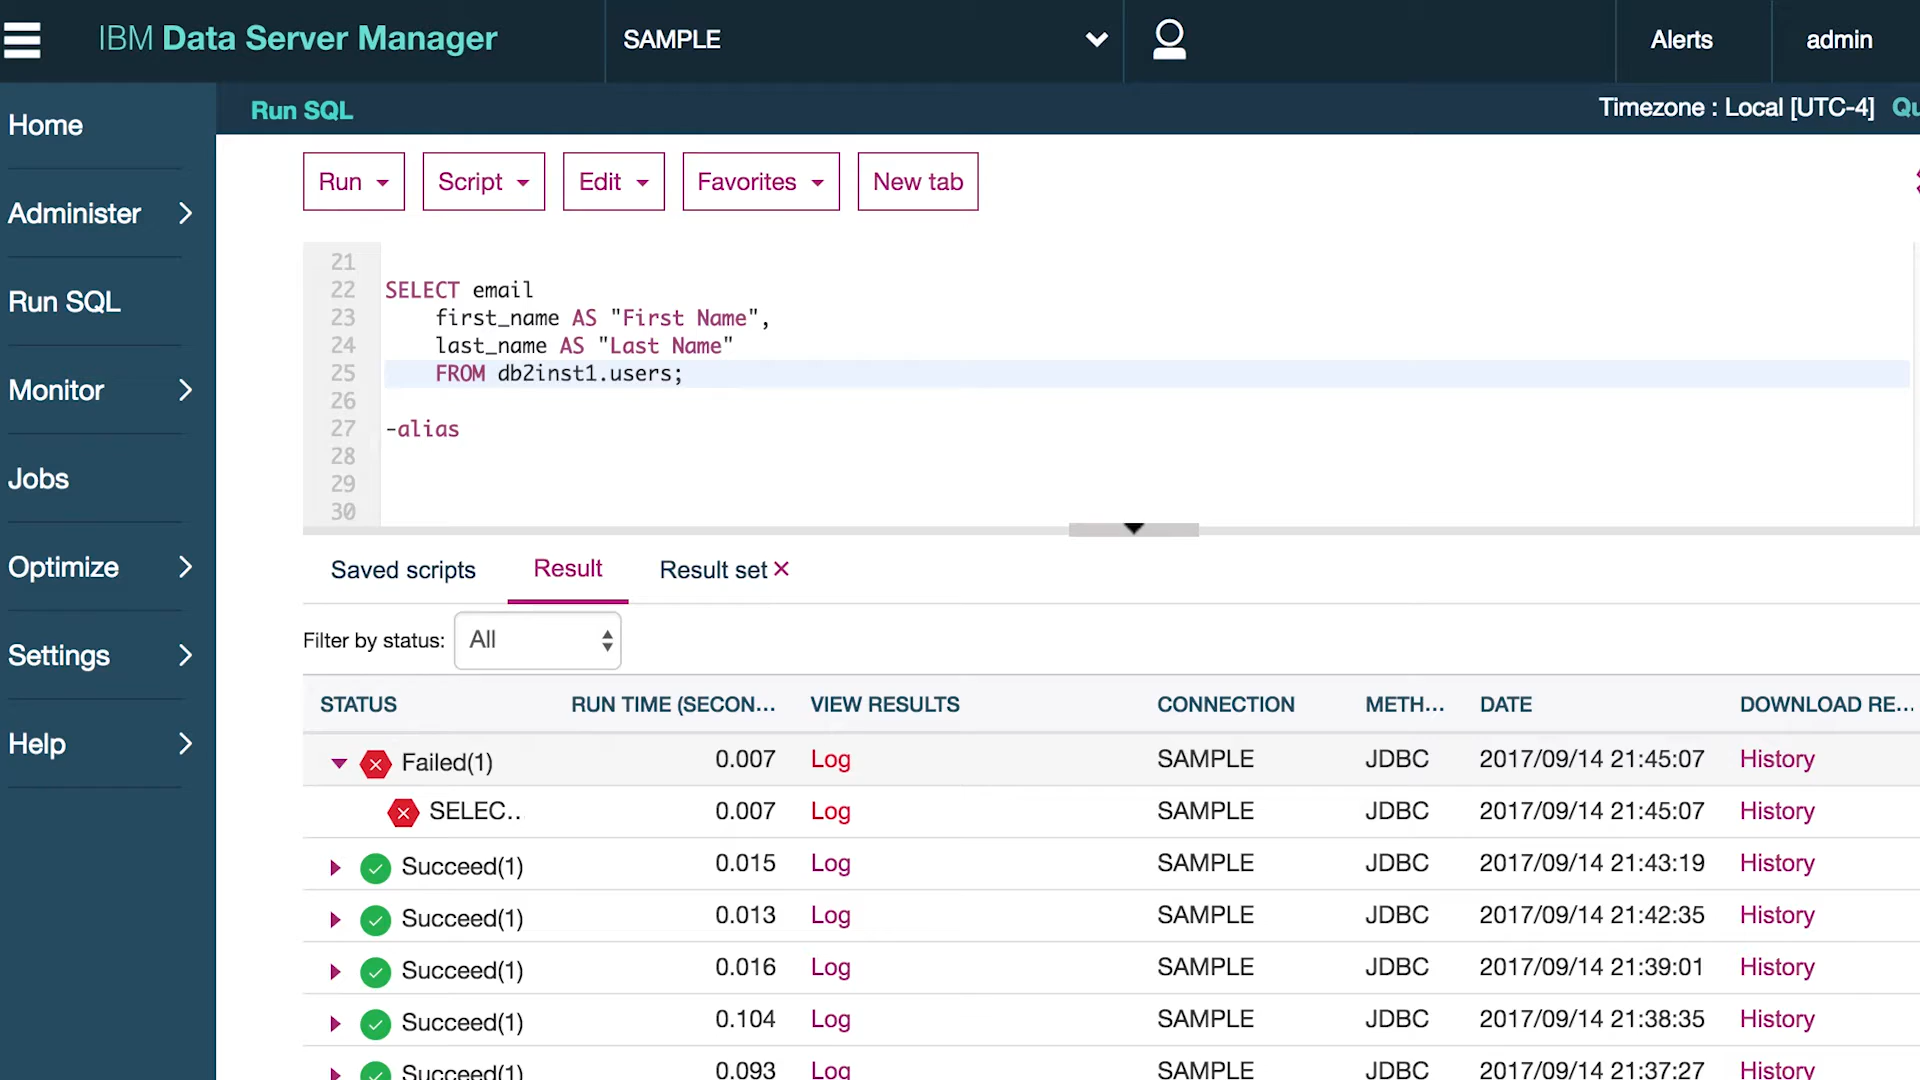 IBM Data Server Manager
SAMPLE
Alerts
admin
Run SQL
Timezone : Local [UTC-4]
Qu
Home
Administer
Run SQL
Monitor
Jobs
Optimize
Settings
Help
Run
Script
Edit
Favorites
New tab
21
22 SELECT email
23 first_name AS "First Name",
24 last_name AS "Last Name"
25 FROM db2inst1.users;
26
27 -alias
28
29
30
Saved scripts
Result
Result set
Filter by status: All
STATUS RUN TIME (SECON... VIEW RESULTS CONNECTION METH... DATE DOWNLOAD RE...
Failed(1) 0.007 Log SAMPLE JDBC 2017/09/14 21:45:07 History
SELEC.. 0.007 Log SAMPLE JDBC 2017/09/14 21:45:07 History
Succeed(1) 0.015 Log SAMPLE JDBC 2017/09/14 21:43:19 History
Succeed(1) 0.013 Log SAMPLE JDBC 2017/09/14 21:42:35 History
Succeed(1) 0.016 Log SAMPLE JDBC 2017/09/14 21:39:01 History
Succeed(1) 0.104 Log SAMPLE JDBC 2017/09/14 21:38:35 History
Succeed(1) 0.093 Log SAMPLE JDBC 2017/09/14 21:37:27 History